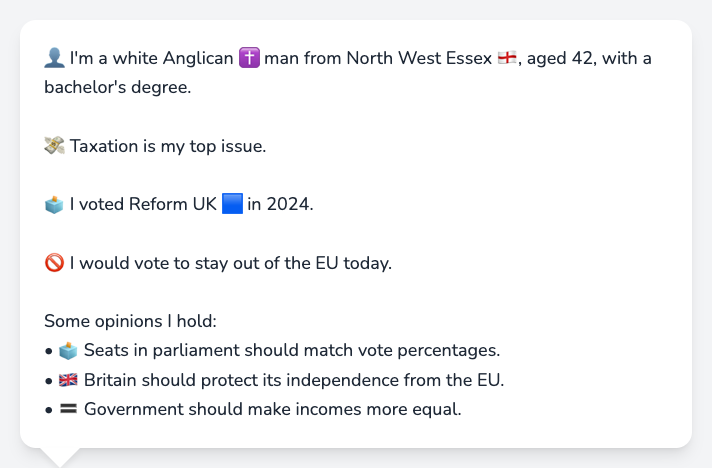 👤 I'm a white Anglican ✝️ man from North West Essex 🏴󠁧󠁢󠁥󠁮󠁧󠁿, aged 42, with a
bachelor's degree.
💸 Taxation is my top issue.
🗳️ I voted Reform UK 🟦 in 2024.
🚫 I would vote to stay out of the EU today.
Some opinions I hold:
• 🗳️ Seats in parliament should match vote percentages.
• 🇬🇧 Britain should protect its independence from the EU.
• 🟰 Government should make incomes more equal.